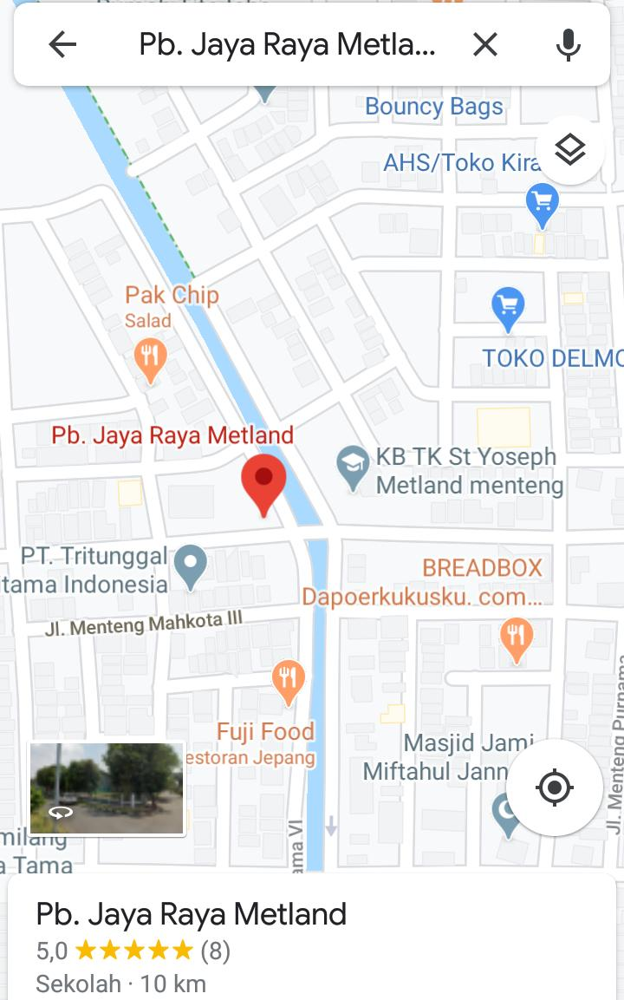 Pb. Jaya Raya Metla...
Bouncy Bags
AHS/Toko Kira
Pak Chip
Salad
TOKO DELMO
Pb. Jaya Raya Metland
KB TK St Yoseph
Metland menteng
PT. Tritunggal
tama Indonesia
BREADBOX
Dapoerkukusku. com...
Jl. Menteng Mahkota III
Fuji Food
estoran Jepang
Masjid Jami
Miftahul Jann
Jl. Menteng Purnama
milang
a Tama
ama VI
Pb. Jaya Raya Metland
5,0 ★★★★★ (8)
Sekolah · 10 km